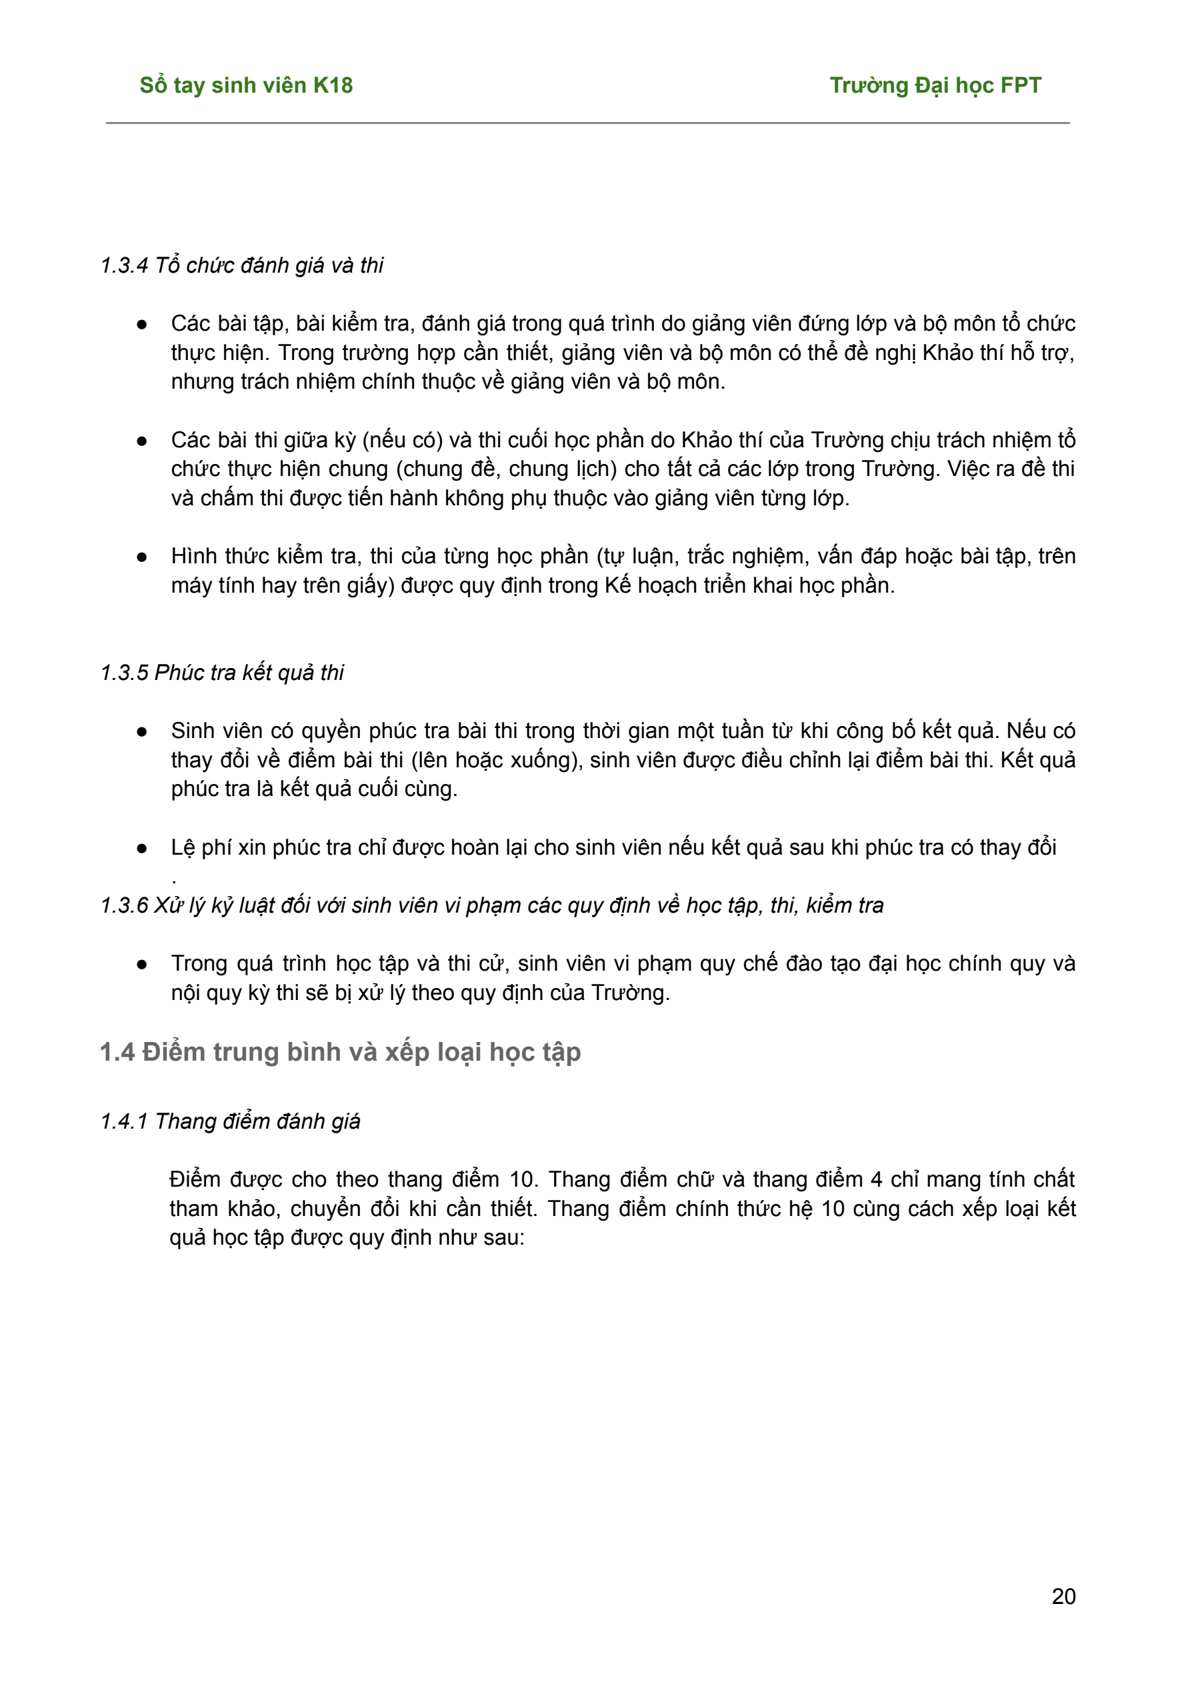 Sổ tay sinh viên K18 Trường Đại học FPT
1.3.4 Tổ chức đánh giá và thi
● Các bài tập, bài kiểm tra, đánh giá trong quá trình do giảng viên đứng lớp và bộ môn tổ chức
thực hiện. Trong trường hợp cần thiết, giảng viên và bộ môn có thể đề nghị Khảo thí hỗ trợ,
nhưng trách nhiệm chính thuộc về giảng viên và bộ môn.
● Các bài thi giữa kỳ (nếu có) và thi cuối học phần do Khảo thí của Trường chịu trách nhiệm tổ
chức thực hiện chung (chung đề, chung lịch) cho tất cả các lớp trong Trường. Việc ra đề thi
và chấm thi được tiến hành không phụ thuộc vào giảng viên từng lớp.
● Hình thức kiểm tra, thi của từng học phần (tự luận, trắc nghiệm, vấn đáp hoặc bài tập, trên
máy tính hay trên giấy) được quy định trong Kế hoạch triển khai học phần.
1.3.5 Phúc tra kết quả thi
● Sinh viên có quyền phúc tra bài thi trong thời gian một tuần từ khi công bố kết quả. Nếu có
thay đổi về điểm bài thi (lên hoặc xuống), sinh viên được điều chỉnh lại điểm bài thi. Kết quả
phúc tra là kết quả cuối cùng.
● Lệ phí xin phúc tra chỉ được hoàn lại cho sinh viên nếu kết quả sau khi phúc tra có thay đổi
.
1.3.6 Xử lý kỷ luật đối với sinh viên vi phạm các quy định về học tập, thi, kiểm tra
● Trong quá trình học tập và thi cử, sinh viên vi phạm quy chế đào tạo đại học chính quy và
nội quy kỳ thi sẽ bị xử lý theo quy định của Trường.
1.4 Điểm trung bình và xếp loại học tập
1.4.1 Thang điểm đánh giá
Điểm được cho theo thang điểm 10. Thang điểm chữ và thang điểm 4 chỉ mang tính chất
tham khảo, chuyển đổi khi cần thiết. Thang điểm chính thức hệ 10 cùng cách xếp loại kết
quả học tập được quy định như sau:
20